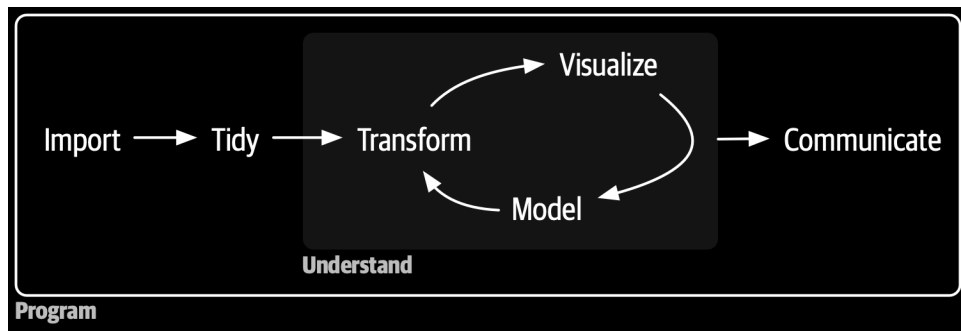 Visualize
Import Tidy Transform Communicate
Model
Understand
Program